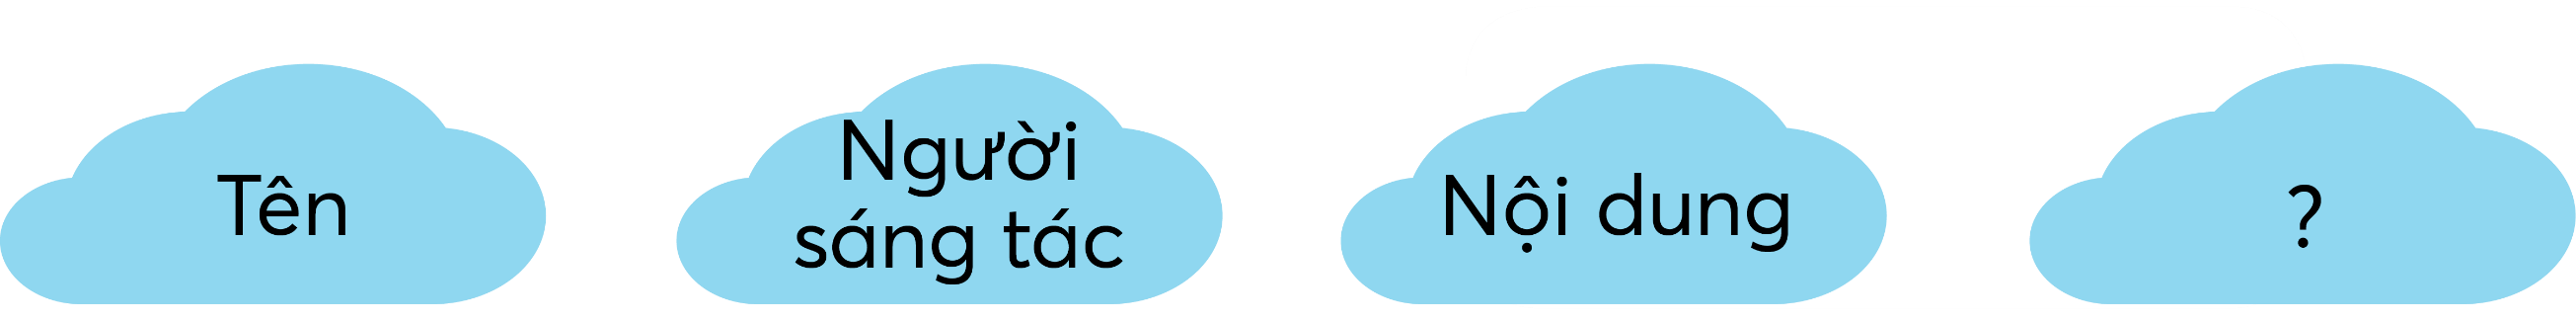 Tên
Người
sáng tác
Nội dung
?